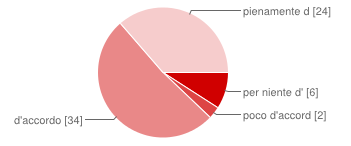 pienamente d [24]
per niente d' [6]
poco d'accord [2]
d'accordo [34]